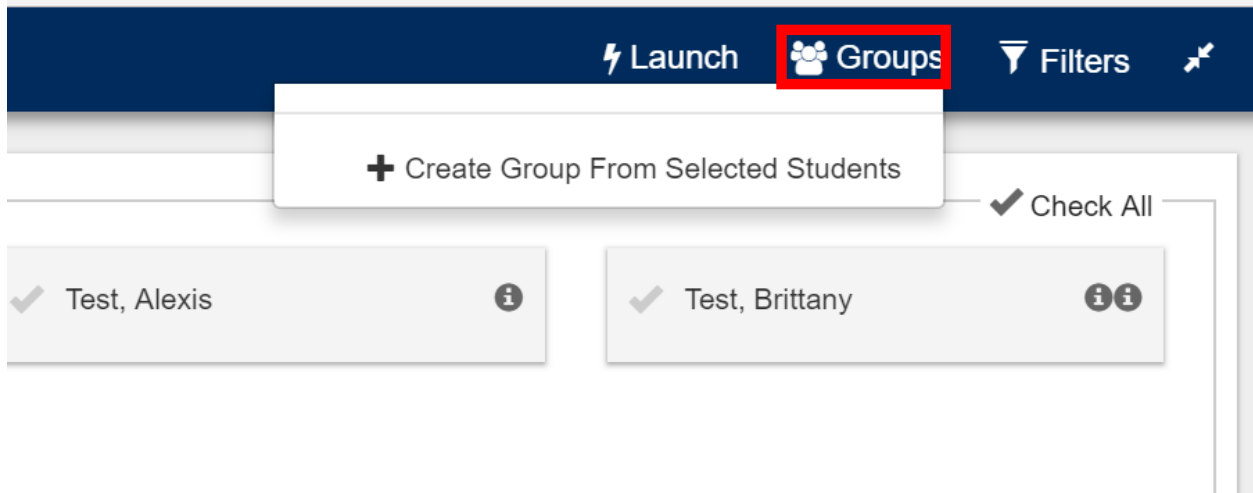 Launch Groups Filters
Create Group From Selected Students
Check All
Test, Alexis
Test, Brittany